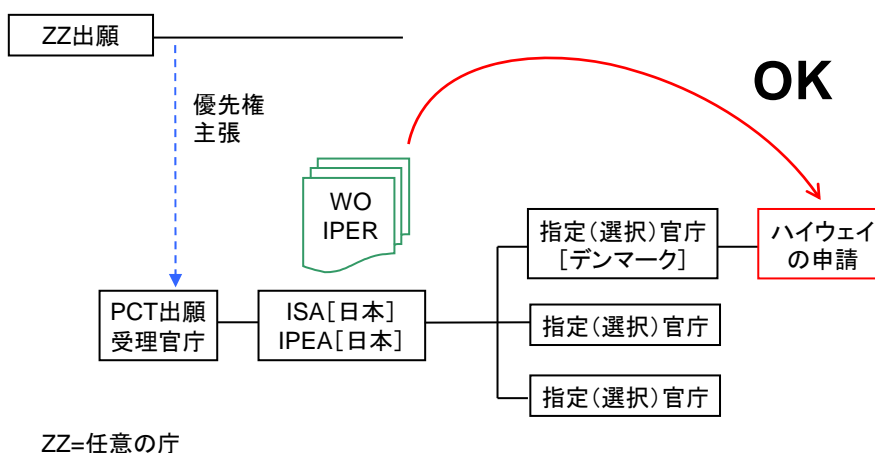 ZZ出願
OK
優先権
主張
WO
IPER
指定(選択)官庁
[デンマーク]
ハイウェイ
の申請
PCT出願
受理官庁
ISA[日本]
IPEA[日本]
指定(選択)官庁
指定(選択)官庁
ZZ=任意の庁